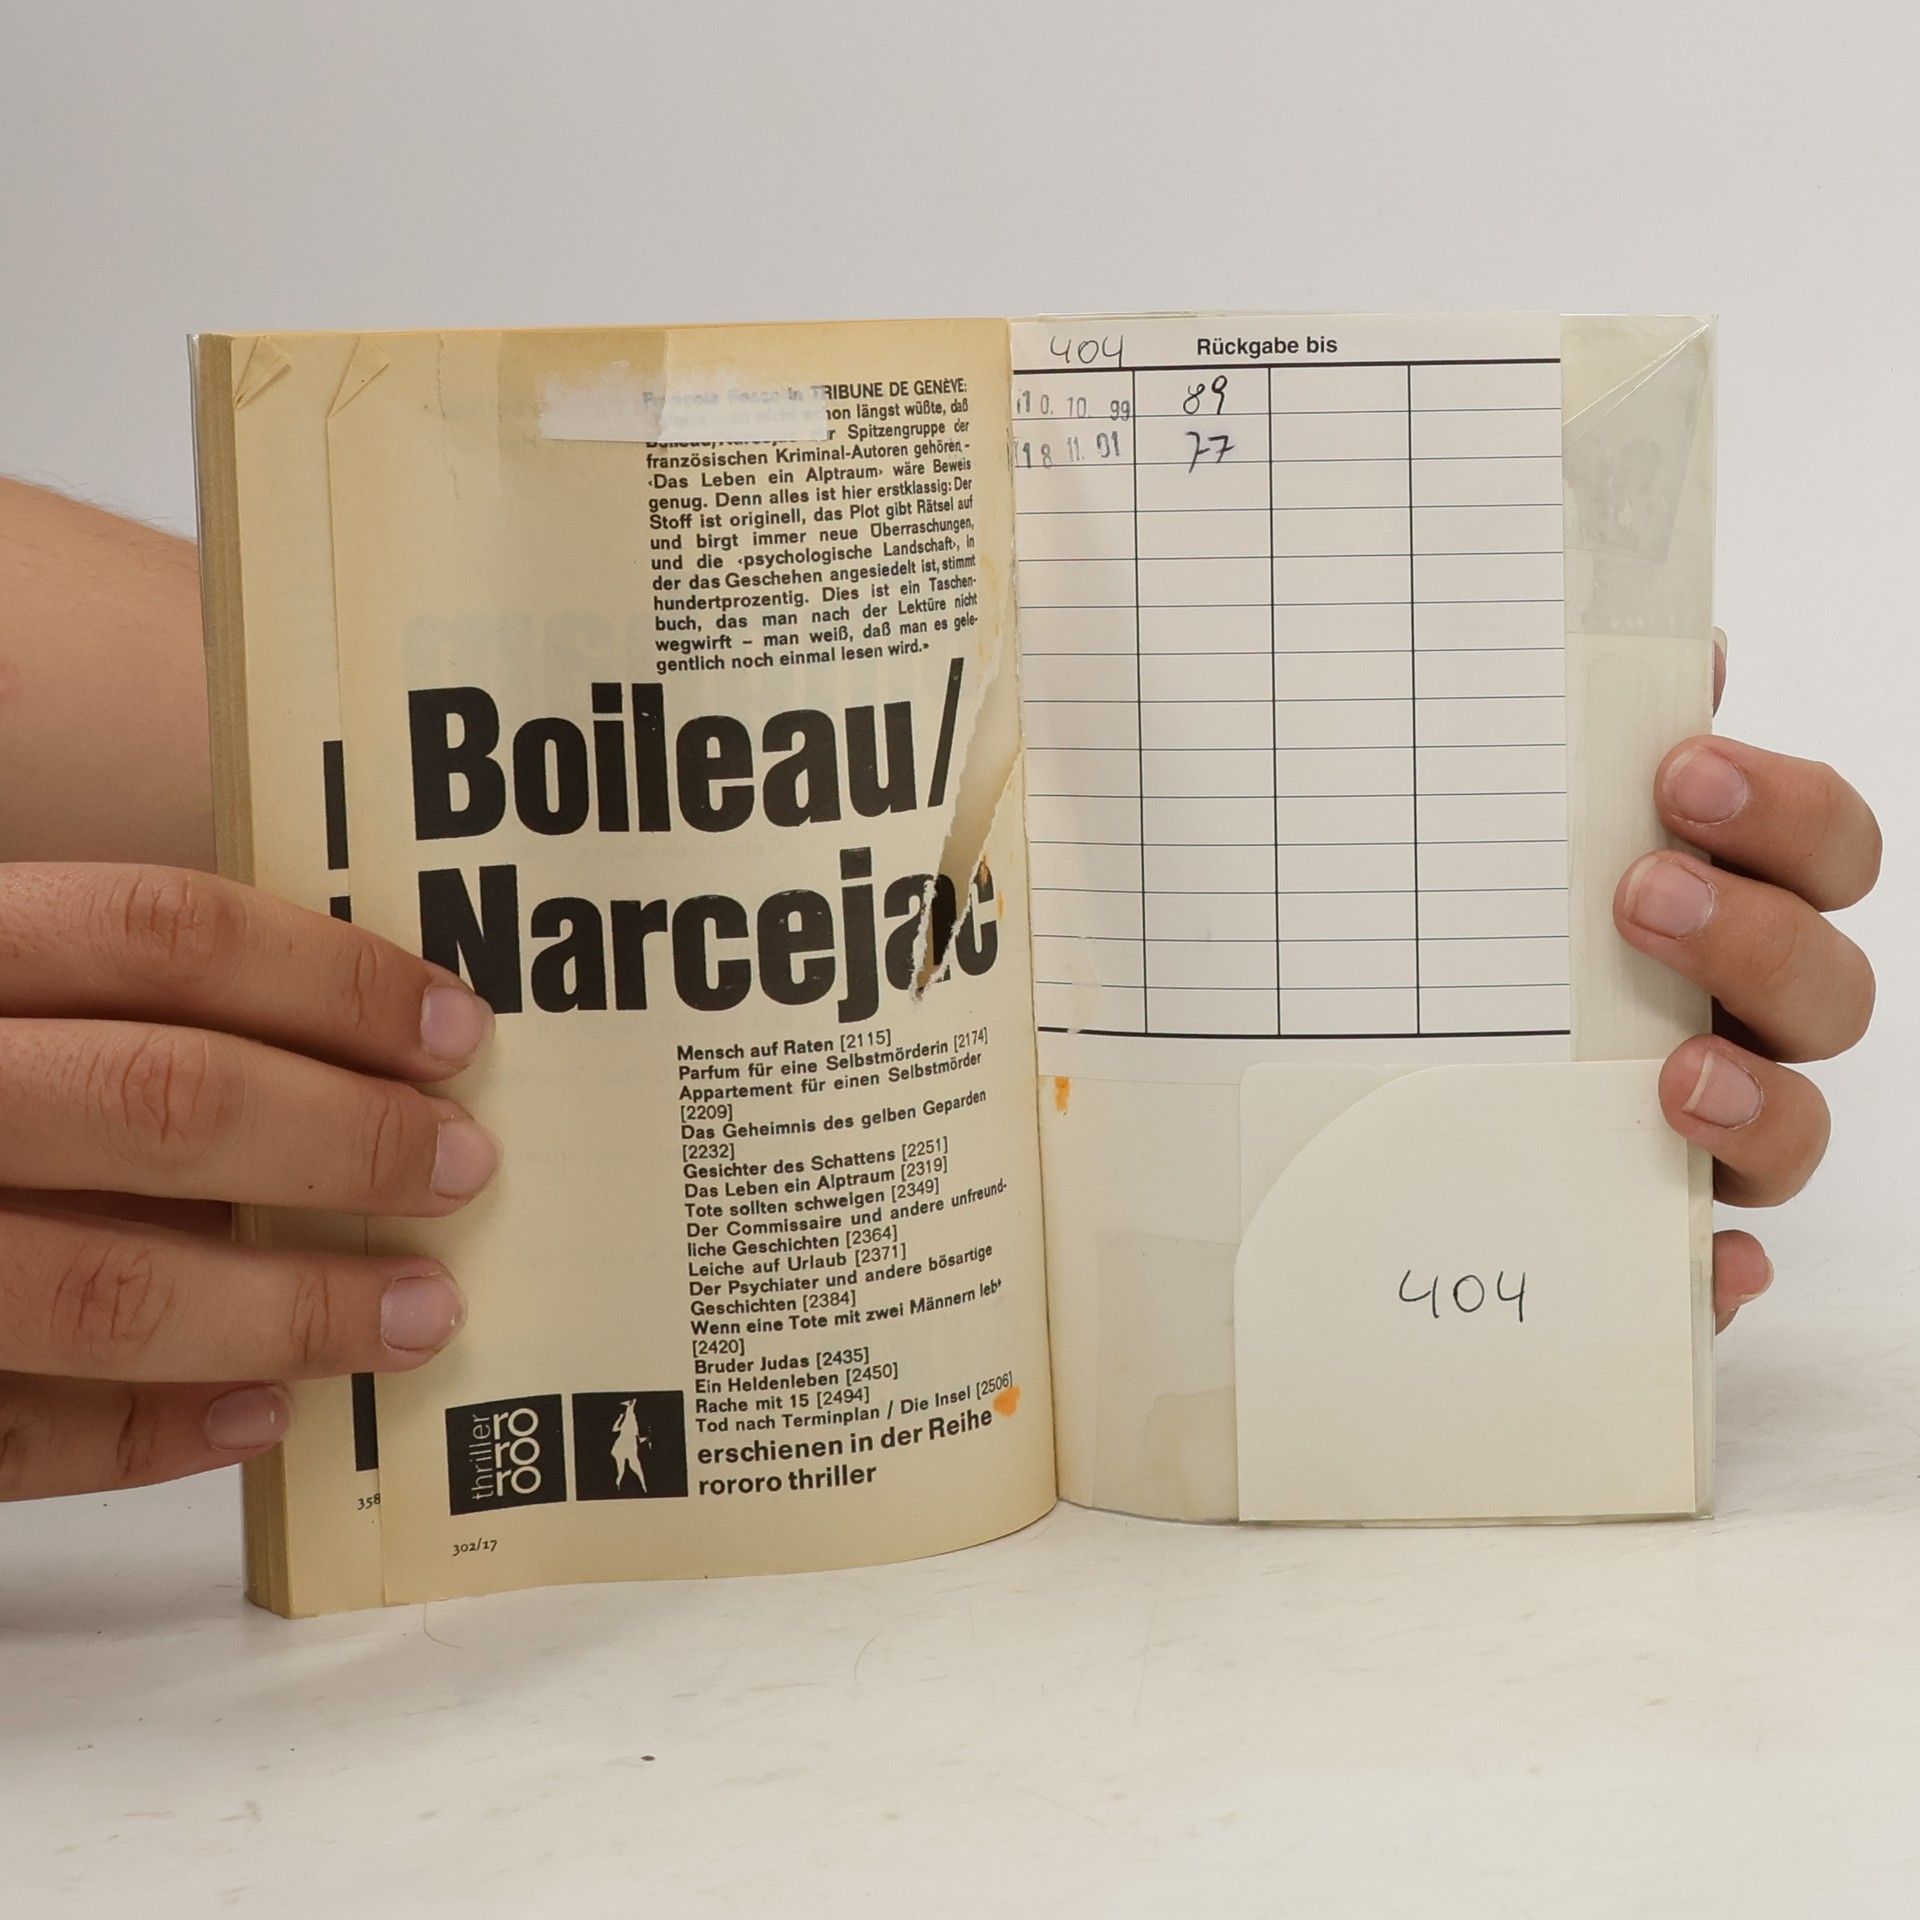 TRIBUNE DE GENÈVE:
hon längst wüßte, daß
Spitzengruppe der
französischen Kriminal-Autoren gehören, -
‹Das Leben ein Alptraum› wäre Beweis
genug. Denn alles ist hier erstklassig: Der
Stoff ist originell, das Plot gibt Rätsel auf
und birgt immer neue Überraschungen,
und die ‹psychologische Landschaft›, in
der das Geschehen angesiedelt ist, stimmt
hundertprozentig. Dies ist ein Taschen-
buch, das man nach der Lektüre nicht
wegwirft – man weiß, daß man es gele-
gentlich noch einmal lesen wird.»
Boileau/
Narcejac
Mensch auf Raten [2115]
Parfum für eine Selbstmörderin [2174]
Appartement für einen Selbstmörder
[2209]
Das Geheimnis des gelben Geparden
[2232]
Gesichter des Schattens [2251]
Das Leben ein Alptraum [2319]
Tote sollten schweigen [2349]
Der Commissaire und andere unfreund-
liche Geschichten [2364]
Leiche auf Urlaub [2371]
Der Psychiater und andere bösartige
Geschichten [2384]
Wenn eine Tote mit zwei Männern lebt
[2420]
Bruder Judas [2435]
Ein Heldenleben [2450]
Rache mit 15 [2494]
Tod nach Terminplan / Die Insel [2506]
erschienen in der Reihe
rororo thriller
thriller
ro
ro
ro
358
302/17
404 Rückgabe bis
10. 10. 99 89
18 11. 01 77
404